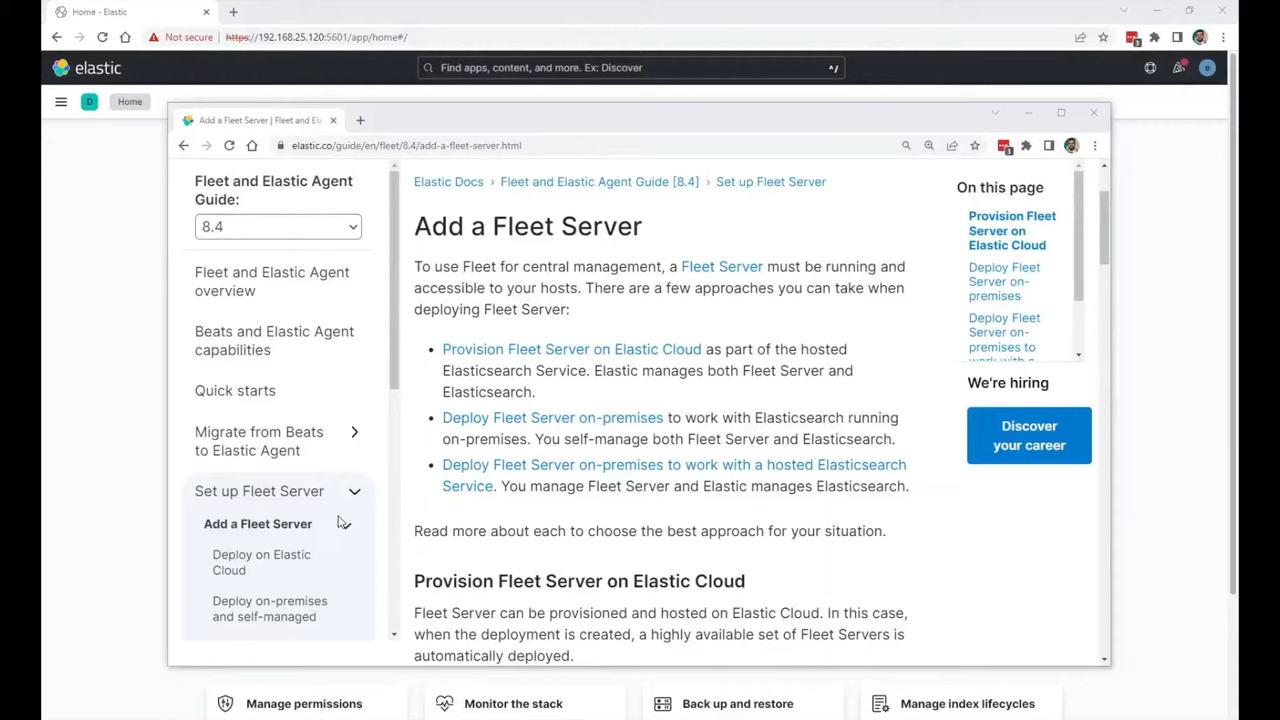 Home - Elastic
Not secure
https://192.168.25.120:5601/app/home#/
3
elastic
Find apps, content, and more. Ex: Discover
^/
e
D
Home
Add a Fleet Server | Fleet and Ela
elastic.co/guide/en/fleet/8.4/add-a-fleet-server.html
3
Fleet and Elastic Agent
Guide:
8.4
Fleet and Elastic Agent
overview
Beats and Elastic Agent
capabilities
Quick starts
Migrate from Beats
to Elastic Agent
Set up Fleet Server
Add a Fleet Server
Deploy on Elastic
Cloud
Deploy on-premises
and self-managed
Elastic Docs › Fleet and Elastic Agent Guide [8.4] › Set up Fleet Server
Add a Fleet Server
To use Fleet for central management, a Fleet Server must be running and
accessible to your hosts. There are a few approaches you can take when
deploying Fleet Server:
• Provision Fleet Server on Elastic Cloud as part of the hosted
Elasticsearch Service. Elastic manages both Fleet Server and
Elasticsearch.
• Deploy Fleet Server on-premises to work with Elasticsearch running
on-premises. You self-manage both Fleet Server and Elasticsearch.
• Deploy Fleet Server on-premises to work with a hosted Elasticsearch
Service. You manage Fleet Server and Elastic manages Elasticsearch.
Read more about each to choose the best approach for your situation.
Provision Fleet Server on Elastic Cloud
Fleet Server can be provisioned and hosted on Elastic Cloud. In this case,
when the deployment is created, a highly available set of Fleet Servers is
automatically deployed.
On this page
Provision Fleet
Server on
Elastic Cloud
Deploy Fleet
Server on-
premises
Deploy Fleet
Server on-
premises to
work with a
We're hiring
Discover
your career
Manage permissions
Monitor the stack
Back up and restore
Manage index lifecycles